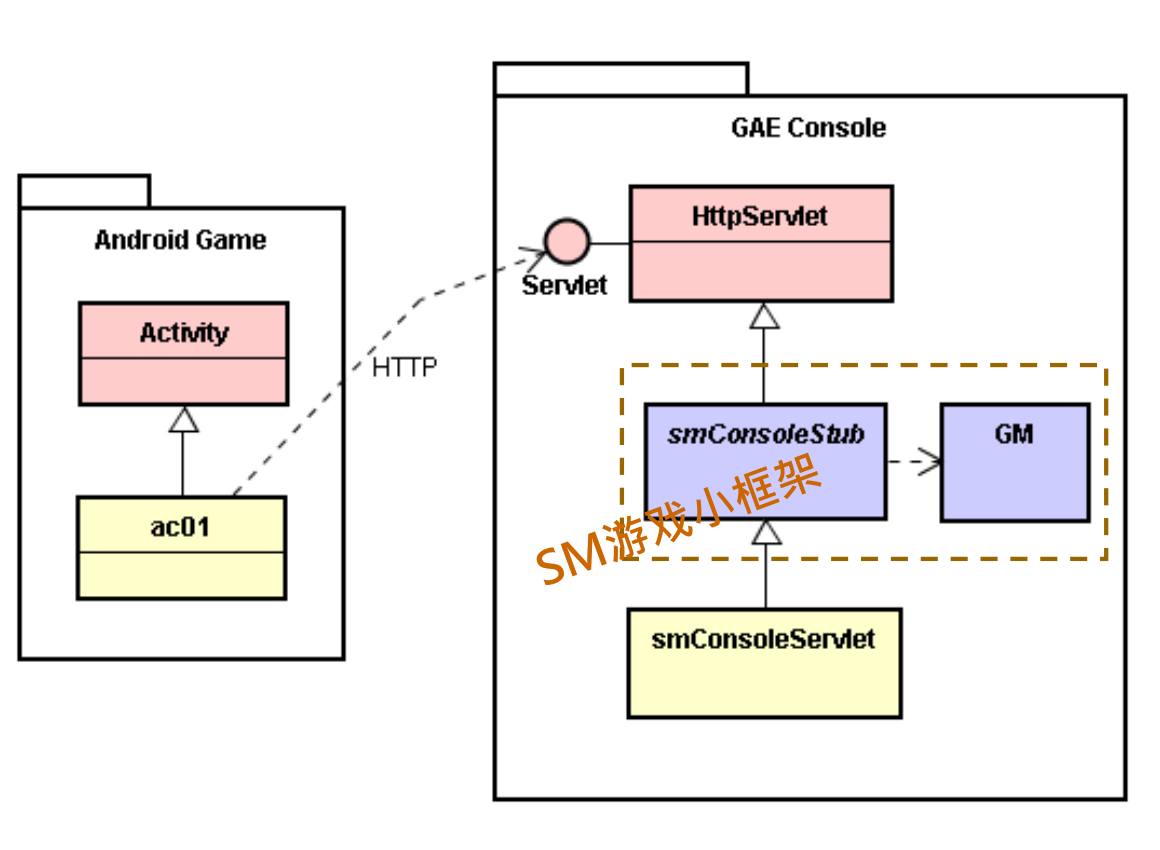 GAE Console
HttpServlet
Android Game
Servlet
Activity
HTTP
smConsoleStub
GM
SM游戏小框架
ac01
smConsoleServlet